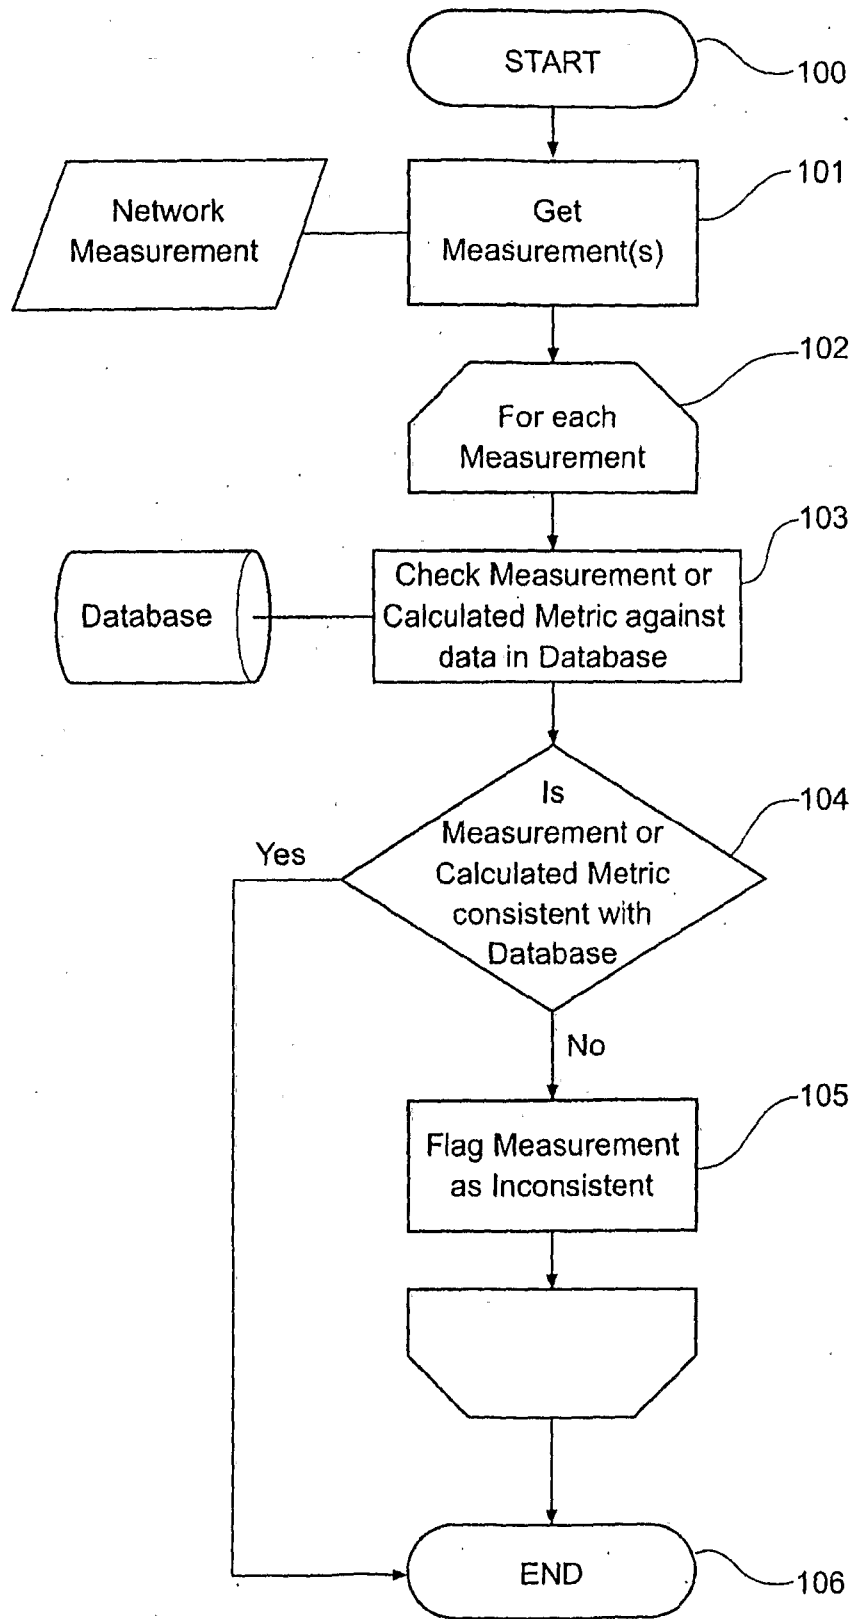 START
100
Network
Measurement
Get
Measurement(s)
101
For each
Measurement
102
Database
Check Measurement or
Calculated Metric against
data in Database
103
Is
Measurement or
Calculated Metric
consistent with
Database
104
Yes
No
Flag Measurement
as Inconsistent
105
END
106